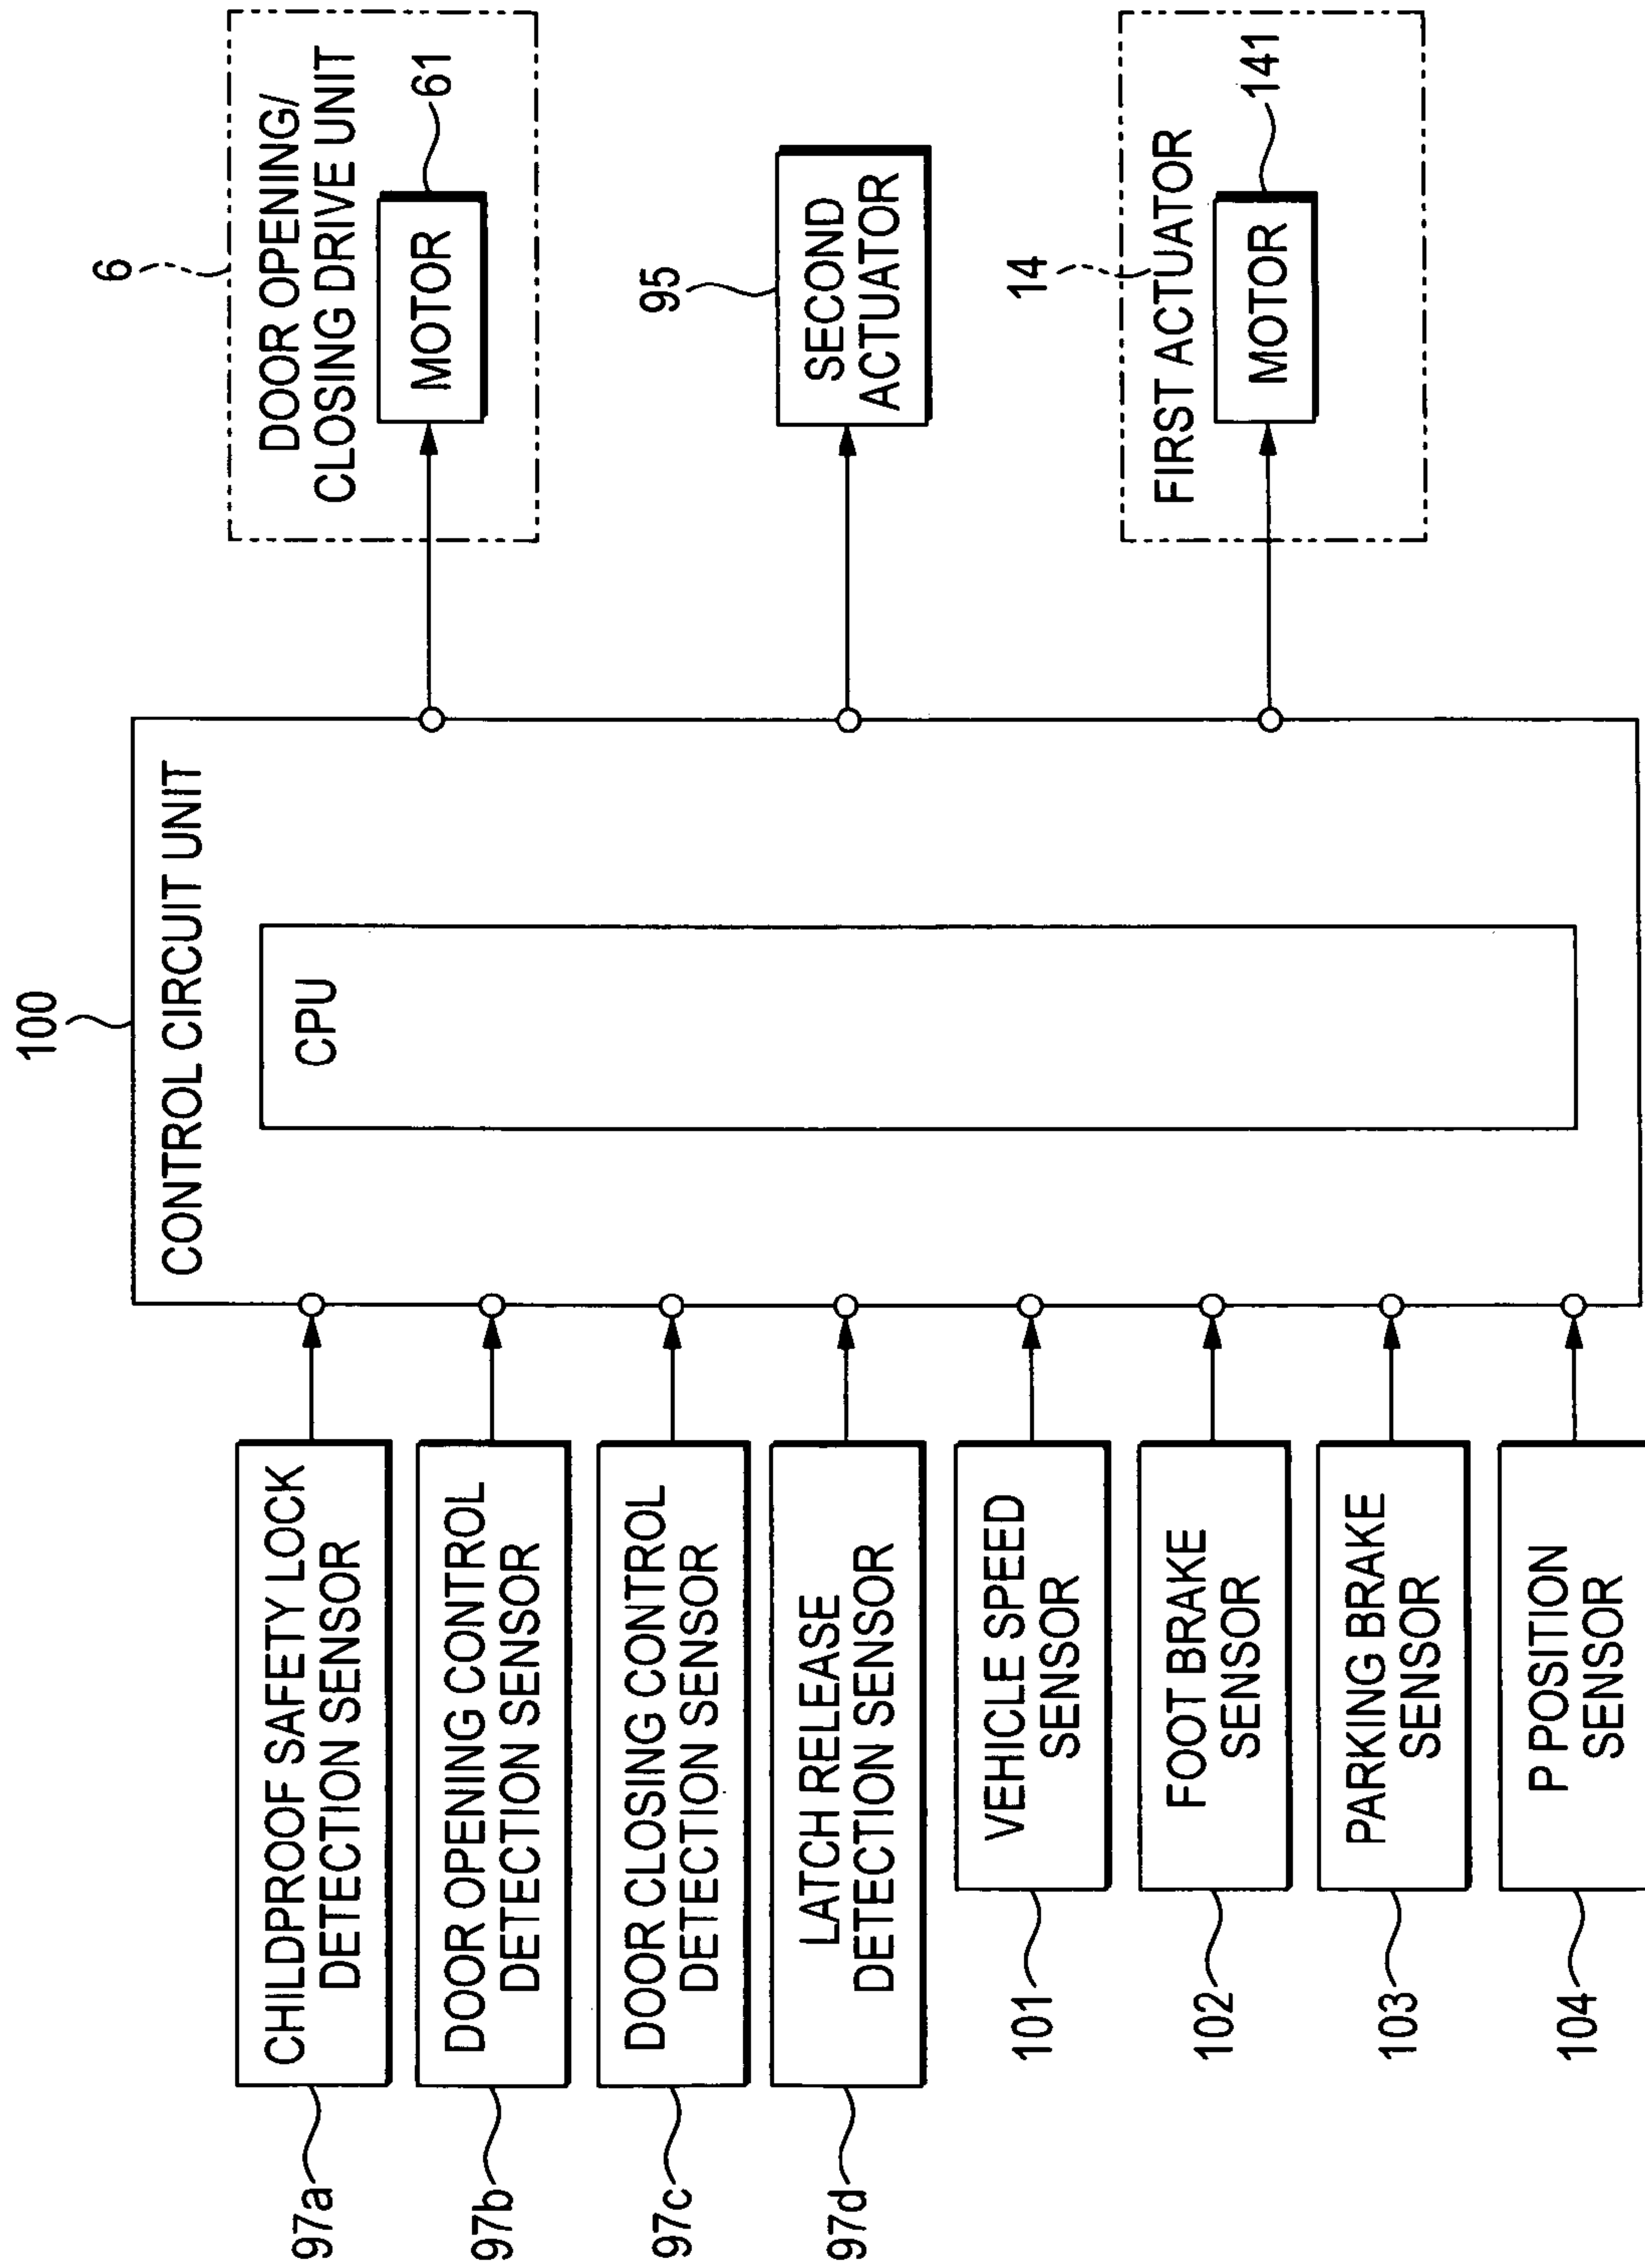 100
CONTROL CIRCUIT UNIT
CPU
97a
CHILDPROOF SAFETY LOCK
DETECTION SENSOR
97b
DOOR OPENING CONTROL
DETECTION SENSOR
97c
DOOR CLOSING CONTROL
DETECTION SENSOR
97d
LATCH RELEASE
DETECTION SENSOR
101
VEHICLE SPEED
SENSOR
102
FOOT BRAKE
SENSOR
103
PARKING BRAKE
SENSOR
104
P POSITION
SENSOR
6
DOOR OPENING/
CLOSING DRIVE UNIT
MOTOR
61
95
SECOND
ACTUATOR
14
FIRST ACTUATOR
MOTOR
141